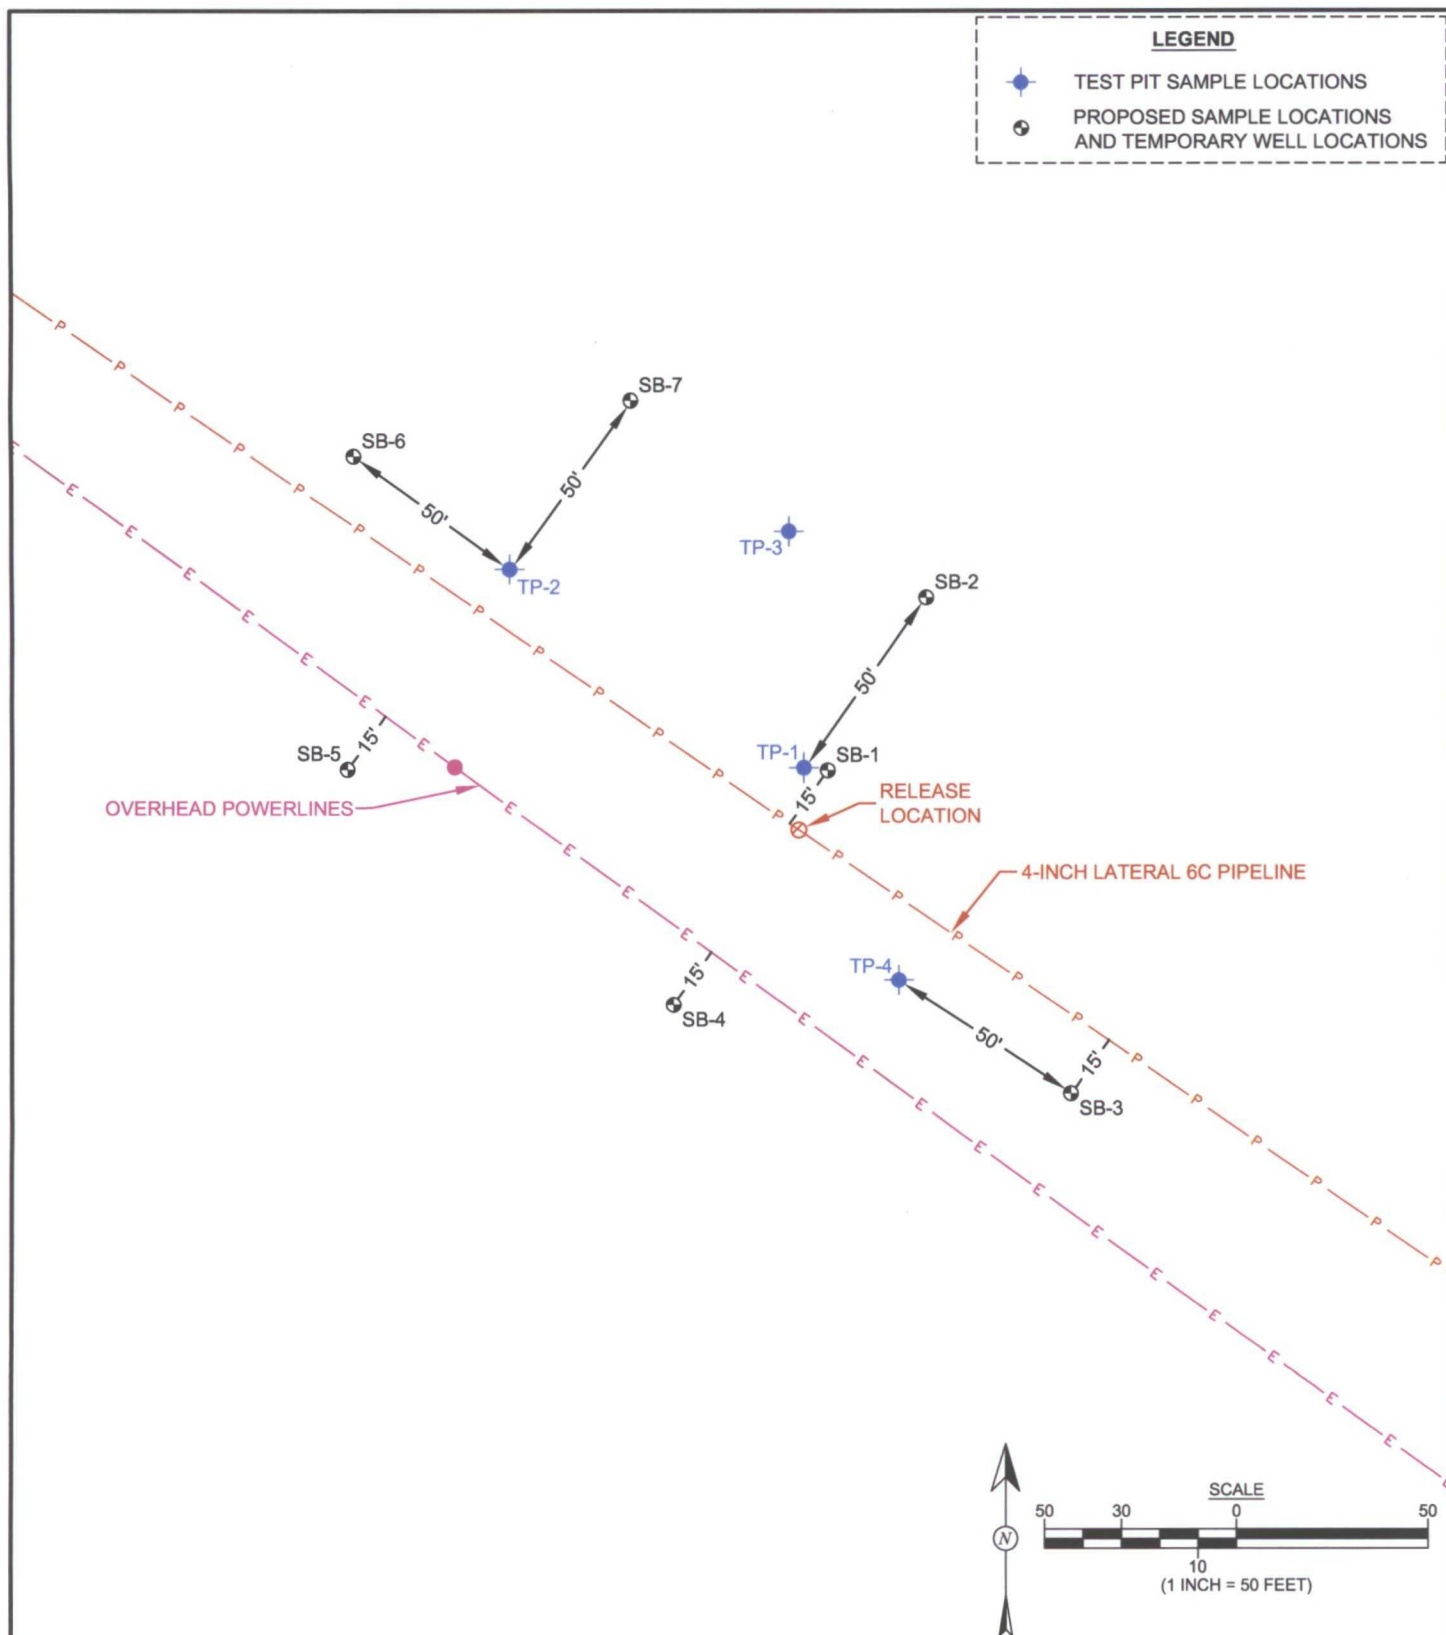 LEGEND
TEST PIT SAMPLE LOCATIONS
PROPOSED SAMPLE LOCATIONS
AND TEMPORARY WELL LOCATIONS
P P P P P P P P P P P P P P P P P P P P P P P P
E E E E E E E E E E E E E E E E E E E E E E E E E E
SB-7
SB-6
50'
50'
TP-3
TP-2
SB-2
50'
15'
SB-5
TP-1
SB-1
15'
RELEASE
LOCATION
OVERHEAD POWERLINES
4-INCH LATERAL 6C PIPELINE
TP-4
15'
SB-4
50'
15'
SB-3
SCALE
50 30 0 50
N
10
(1 INCH = 50 FEET)